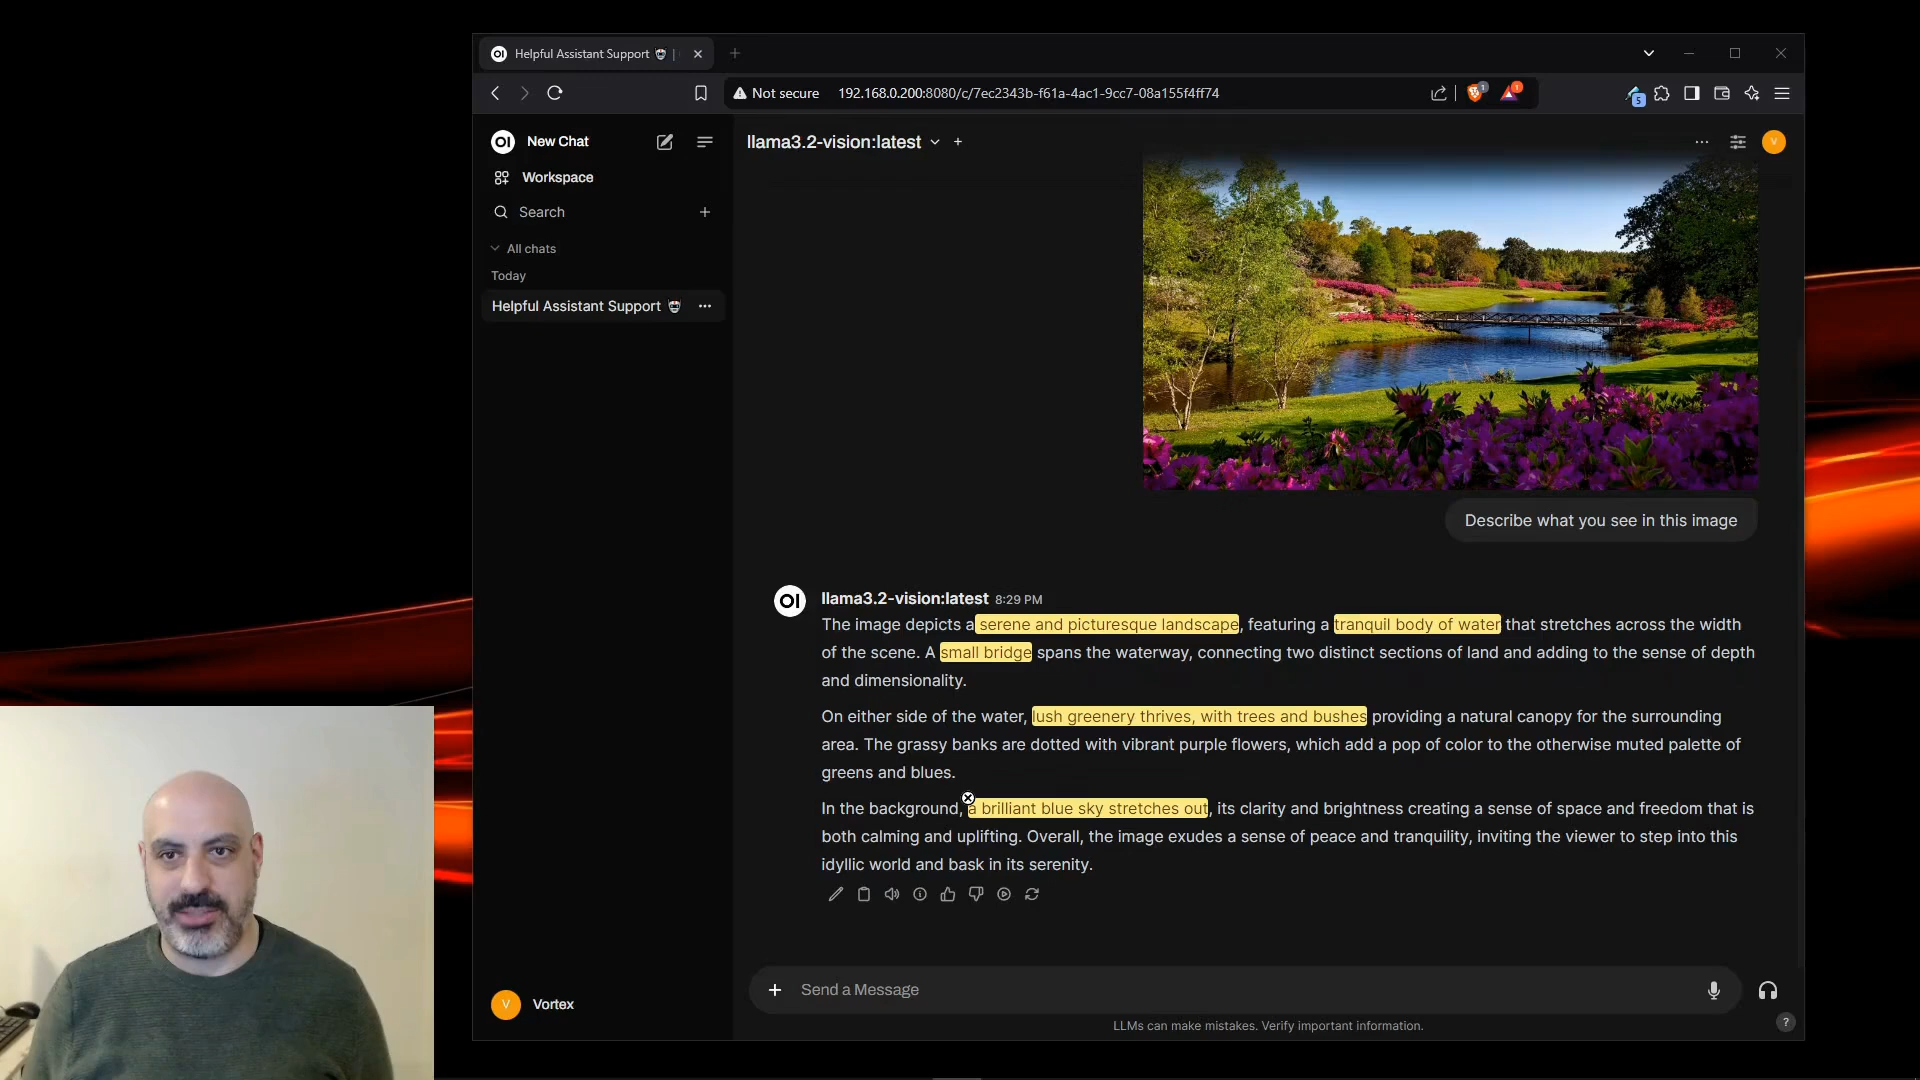 OI Helpful Assistant Support |
Not secure 192.168.0.200:8080/c/7ec2343b-f61a-4ac1-9cc7-08a155f4ff74
1
1
5
OI New Chat
Workspace
Search
All chats
Today
Helpful Assistant Support
llama3.2-vision:latest
V
Describe what you see in this image
OI llama3.2-vision:latest 8:29 PM
The image depicts a serene and picturesque landscape, featuring a tranquil body of water that stretches across the width
of the scene. A small bridge spans the waterway, connecting two distinct sections of land and adding to the sense of depth
and dimensionality.
On either side of the water, lush greenery thrives, with trees and bushes providing a natural canopy for the surrounding
area. The grassy banks are dotted with vibrant purple flowers, which add a pop of color to the otherwise muted palette of
greens and blues.
In the background, a brilliant blue sky stretches out, its clarity and brightness creating a sense of space and freedom that is
both calming and uplifting. Overall, the image exudes a sense of peace and tranquility, inviting the viewer to step into this
idyllic world and bask in its serenity.
V Vortex
Send a Message
LLMs can make mistakes. Verify important information.
?